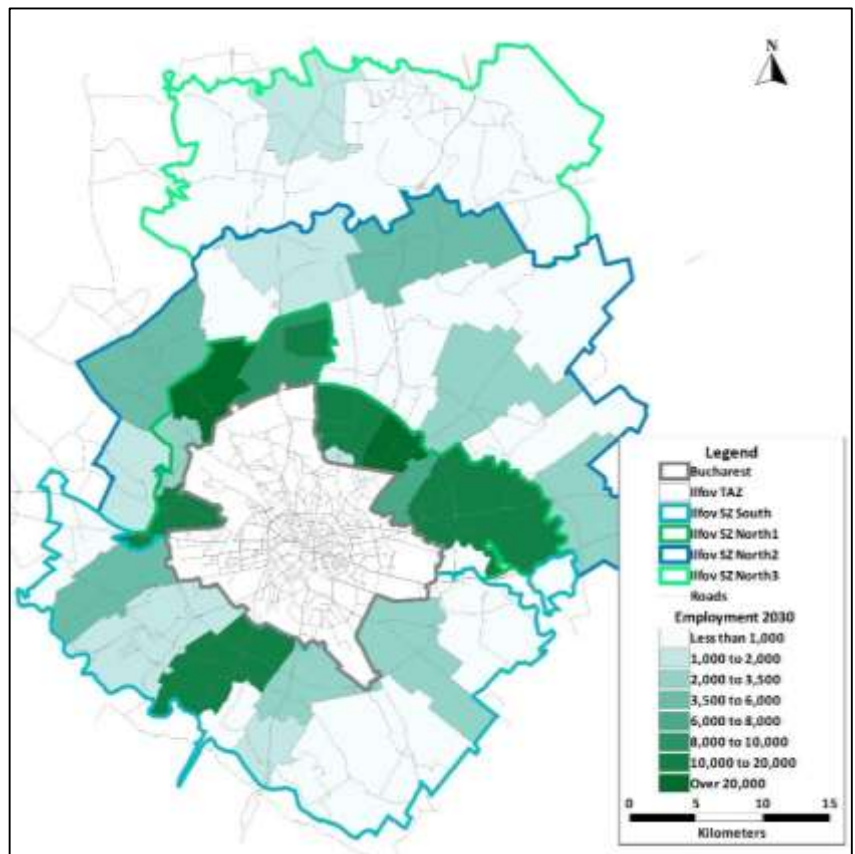 N
Legend
Bucharest
Ilfov TAZ
Ilfov SZ South
Ilfov SZ North1
Ilfov SZ North2
Ilfov SZ North3
Roads
Employment 2030
Less than 1,000
1,000 to 2,000
2,000 to 3,500
3,500 to 6,000
6,000 to 8,000
8,000 to 10,000
10,000 to 20,000
Over 20,000
0 5 10 15
Kilometers